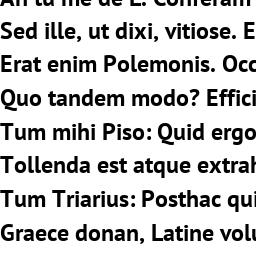 An tu me de L. Conferam
Sed ille, ut dixi, vitiose. E
Erat enim Polemonis. Occ
Quo tandem modo? Effici
Tum mihi Piso: Quid ergo
Tollenda est atque extrah
Tum Triarius: Posthac qui
Graece donan, Latine volu